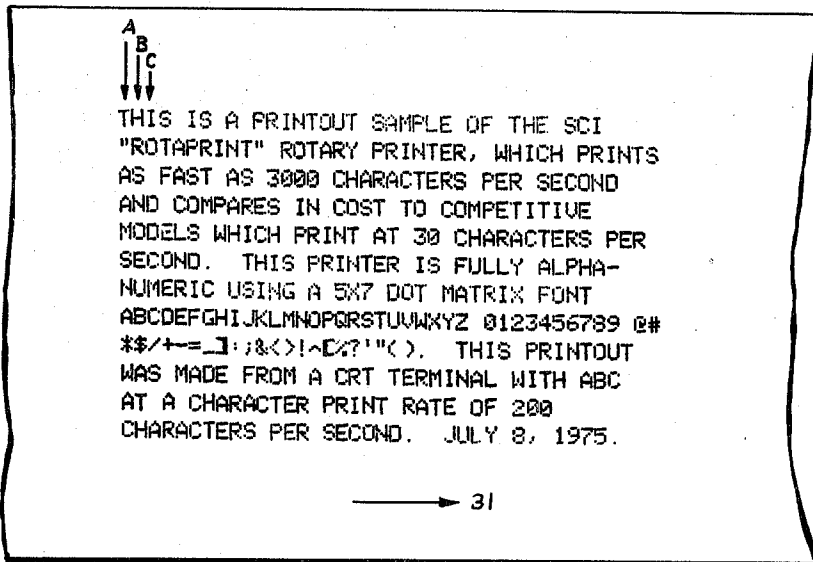 A
B
C
THIS IS A PRINTOUT SAMPLE OF THE SCI
"ROTAPRINT" ROTARY PRINTER, WHICH PRINTS
AS FAST AS 3000 CHARACTERS PER SECOND
AND COMPARES IN COST TO COMPETITIVE
MODELS WHICH PRINT AT 30 CHARACTERS PER
SECOND.  THIS PRINTER IS FULLY ALPHA-
NUMERIC USING A 5X7 DOT MATRIX FONT
ABCDEFGHIJKLMNOPQRSTUVWXYZ 0123456789 @#
*$/+-=_]:;&<>!^[%?'"().  THIS PRINTOUT
WAS MADE FROM A CRT TERMINAL WITH ABC
AT A CHARACTER PRINT RATE OF 200
CHARACTERS PER SECOND.  JULY 8, 1975.
31